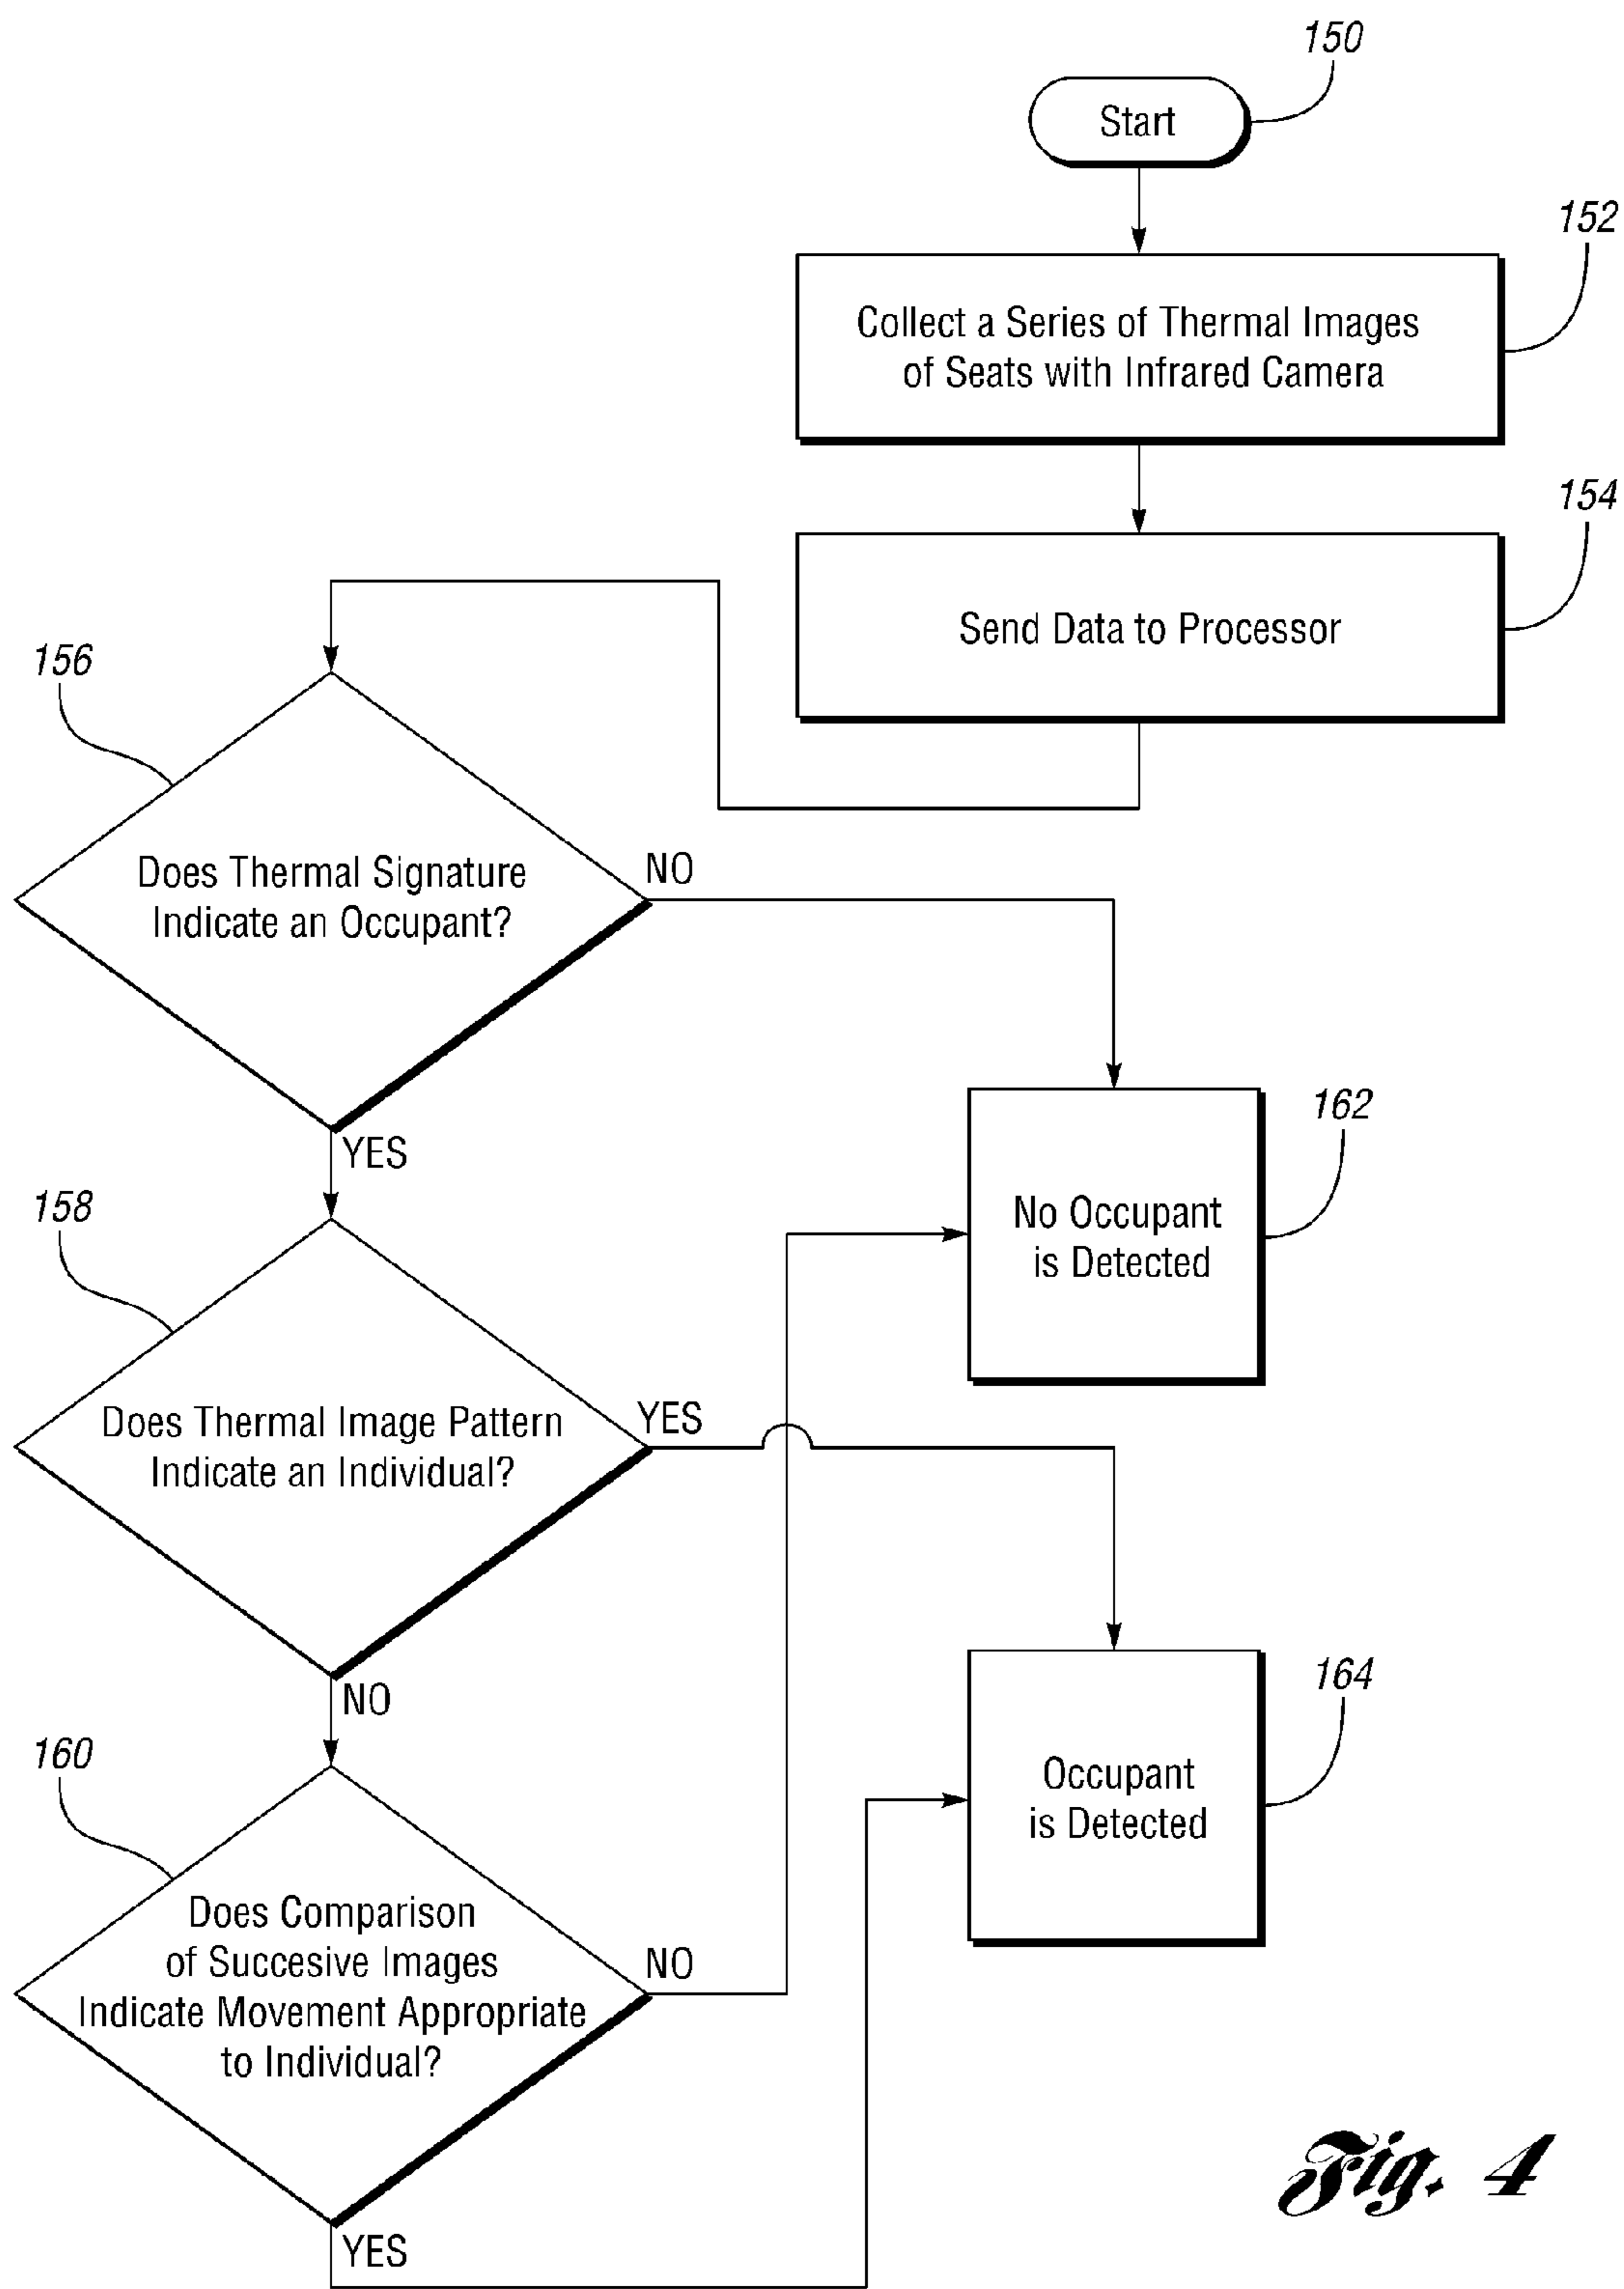 150
Start
152
Collect a Series of Thermal Images
of Seats with Infrared Camera
154
Send Data to Processor
156
Does Thermal Signature
Indicate an Occupant?
NO
YES
162
No Occupant
is Detected
158
Does Thermal Image Pattern
Indicate an Individual?
YES
NO
164
Occupant
is Detected
160
Does Comparison
of Succesive Images
Indicate Movement Appropriate
to Individual?
NO
YES
Fig. 4